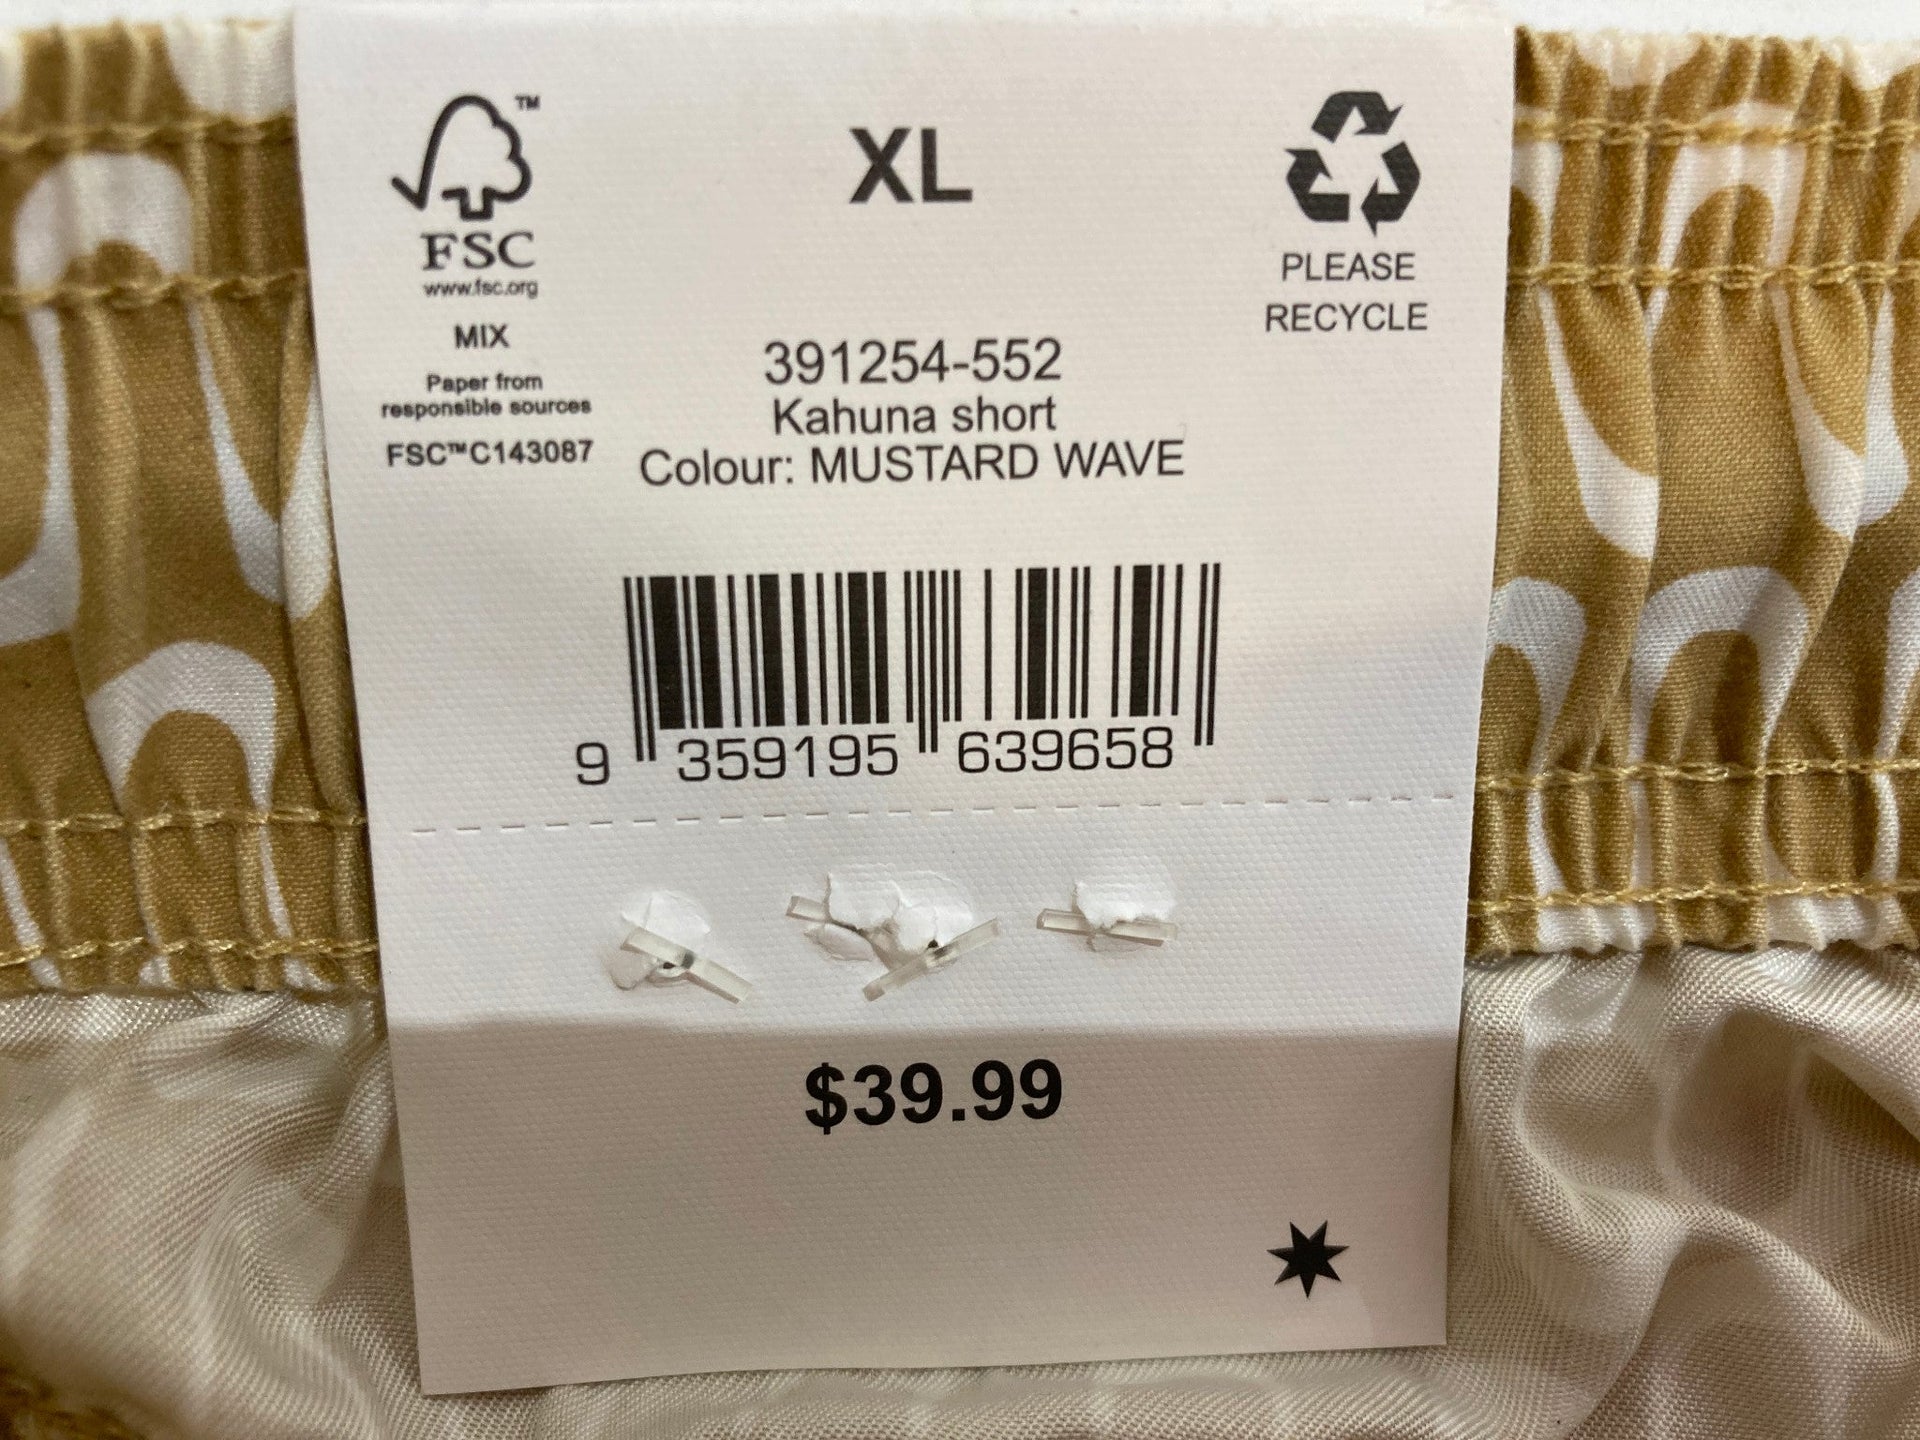 TM
FSC
www.fsc.org
MIX
Paper from
responsible sources
FSC™C143087
XL
PLEASE
RECYCLE
391254-552
Kahuna short
Colour: MUSTARD WAVE
9 359195 639658
$39.99